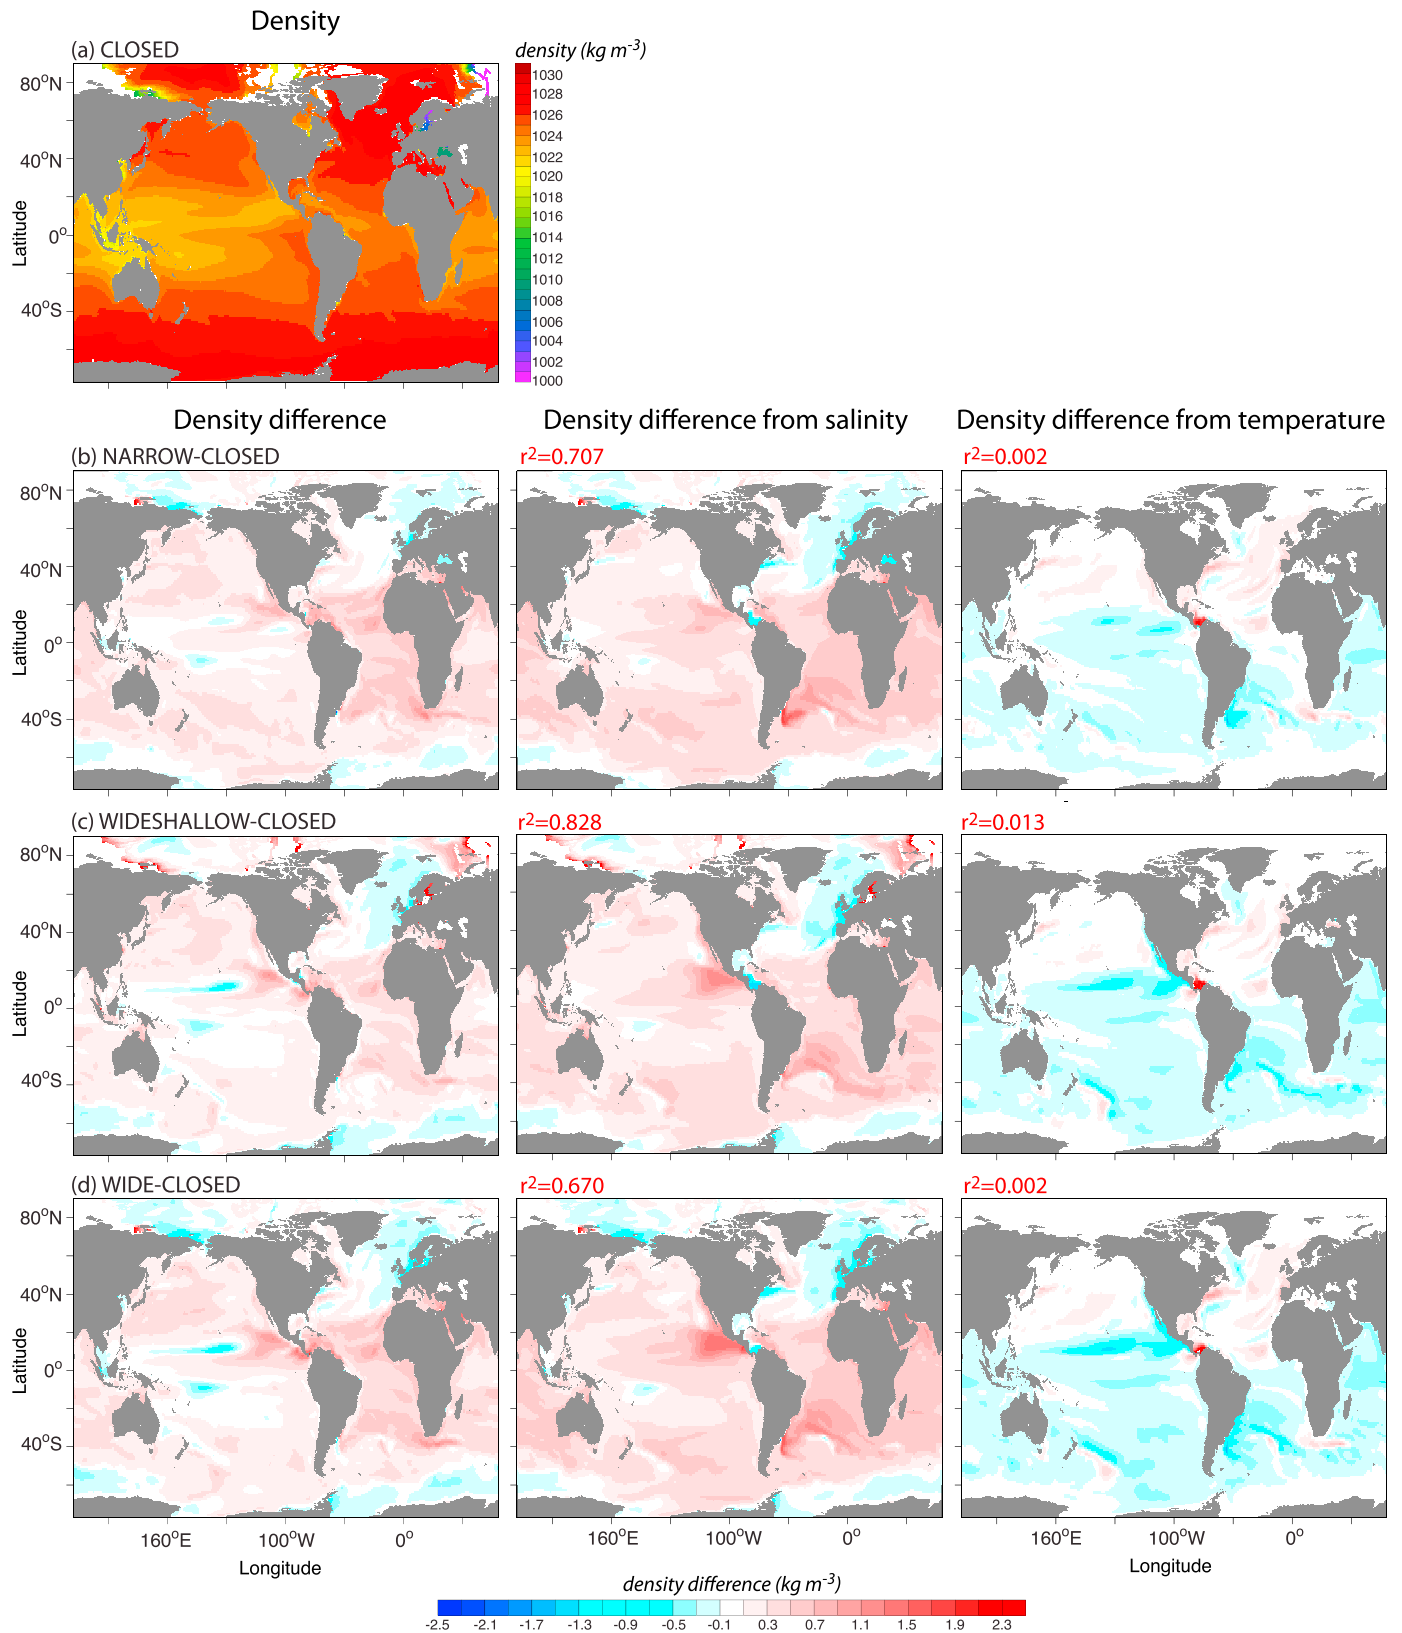 Density
(a) CLOSED
density (kg m-3)
80oN
40oN
0o
40oS
Latitude
1030
1028
1026
1024
1022
1020
1018
1016
1014
1012
1010
1008
1006
1004
1002
1000
Density difference
Density difference from salinity
Density difference from temperature
(b) NARROW-CLOSED
r2=0.707
r2=0.002
80oN
40oN
0o
40oS
Latitude
(c) WIDESHALLOW-CLOSED
r2=0.828
r2=0.013
80oN
40oN
0o
40oS
Latitude
(d) WIDE-CLOSED
r2=0.670
r2=0.002
80oN
40oN
0o
40oS
Latitude
160oE 100oW 0o
160oE 100oW 0o
160oE 100oW 0o
Longitude
Longitude
density difference (kg m-3)
-2.5 -2.1 -1.7 -1.3 -0.9 -0.5 -0.1 0.3 0.7 1.1 1.5 1.9 2.3